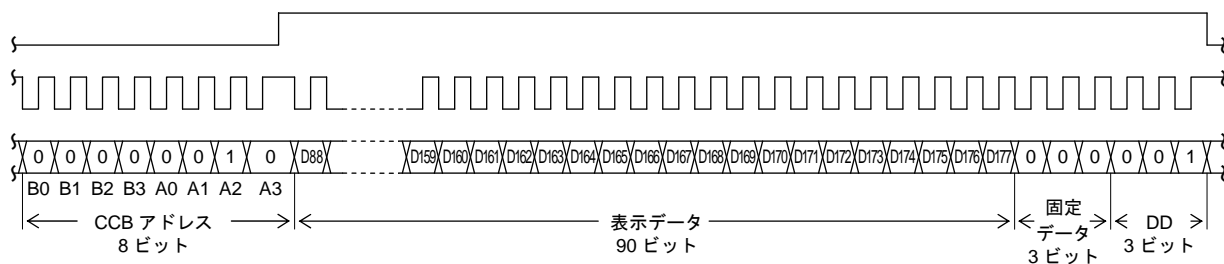 0 0 0 0 0 0 1 0 D88 D159 D160 D161 D162 D163 D164 D165 D166 D167 D168 D169 D170 D171 D172 D173 D174 D175 D176 D177 0 0 0 0 0 1
B0 B1 B2 B3 A0 A1 A2 A3
CCB アドレス
8 ビット
表示データ
90 ビット
固定
データ
3 ビット
DD
3 ビット